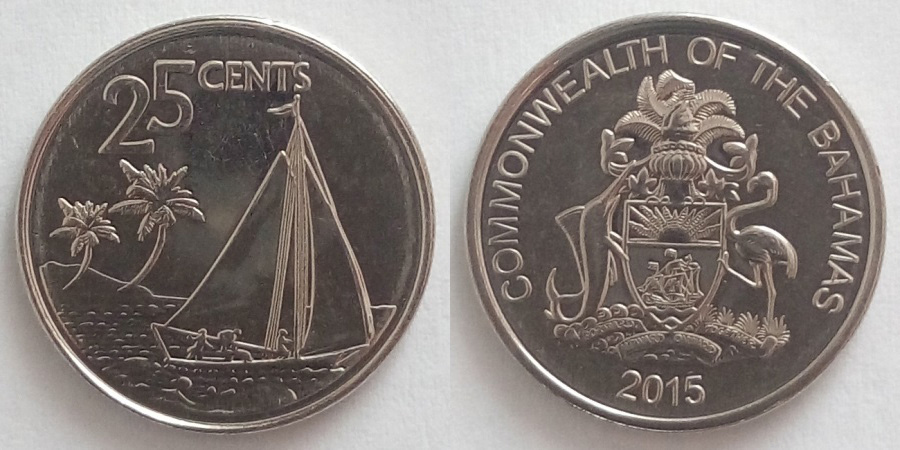 25 CENTS
COMMONWEALTH OF THE BAHAMAS
2015